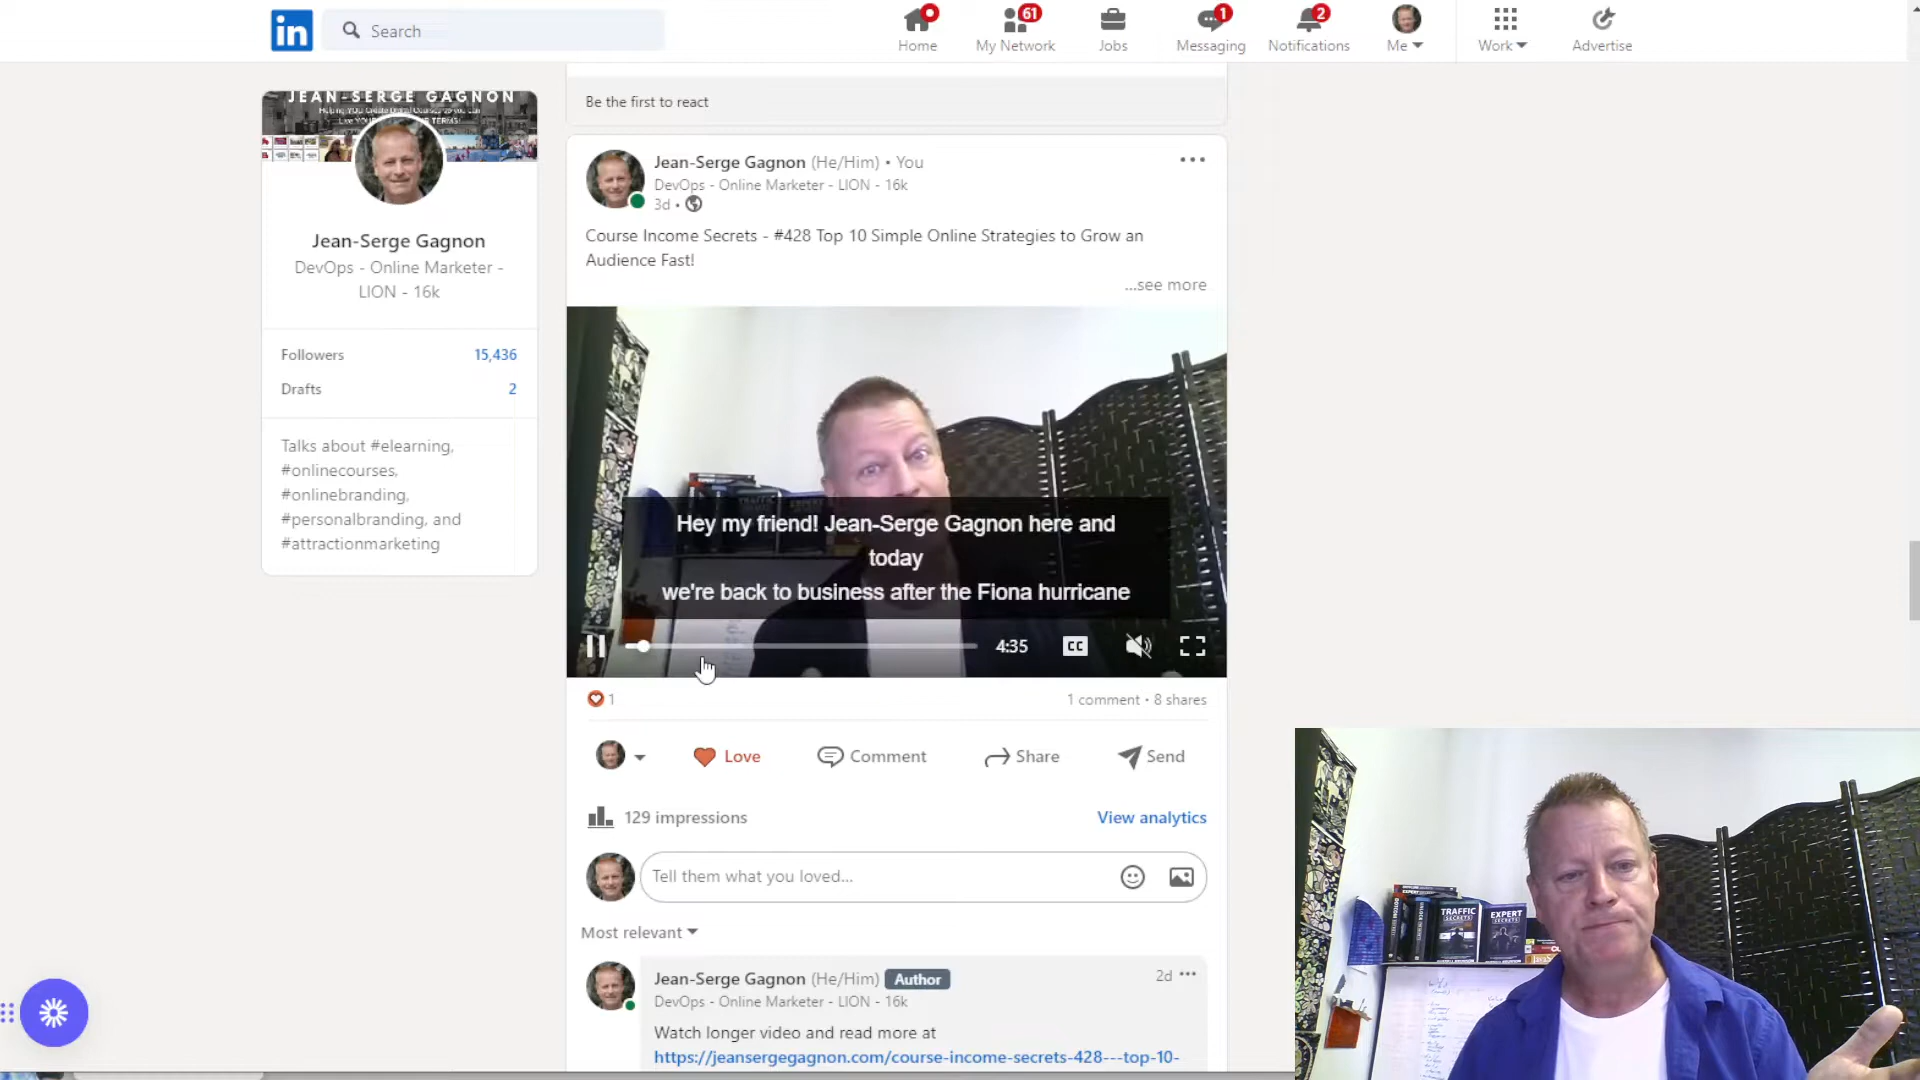 in
Search
Home
61
My Network
Jobs
1
Messaging
2
Notifications
Me
Work
Advertise
JEAN-SERGE GAGNON
Jean-Serge Gagnon
DevOps - Online Marketer -
LION - 16k
Followers 15,436
Drafts 2
Talks about #elearning,
#onlinecourses,
#onlinebranding,
#personalbranding, and
#attractionmarketing
Be the first to react
Jean-Serge Gagnon (He/Him) • You
DevOps - Online Marketer - LION - 16k
3d •
Course Income Secrets - #428 Top 10 Simple Online Strategies to Grow an
Audience Fast!
...see more
Hey my friend! Jean-Serge Gagnon here and
today
we're back to business after the Fiona hurricane
4:35
CC
1
1 comment • 8 shares
Love
Comment
Share
Send
129 impressions
View analytics
Tell them what you loved...
Most relevant
Jean-Serge Gagnon (He/Him) Author
2d
DevOps - Online Marketer - LION - 16k
Watch longer video and read more at
https://jeansergegagnon.com/course-income-secrets-428---top-10-
TRAFFIC
SECRETS
EXPERT
SECRETS